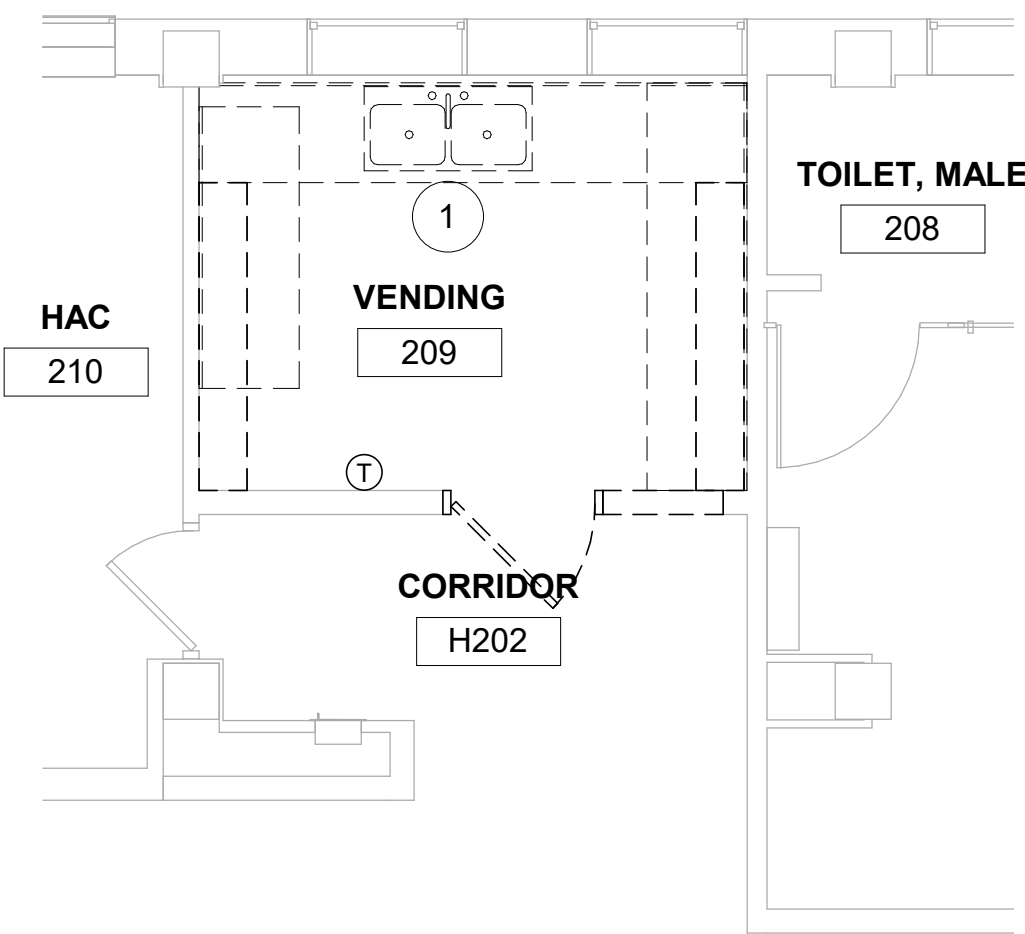 TOILET, MALE
208
1
VENDING
209
HAC
210
T
CORRIDOR
H202